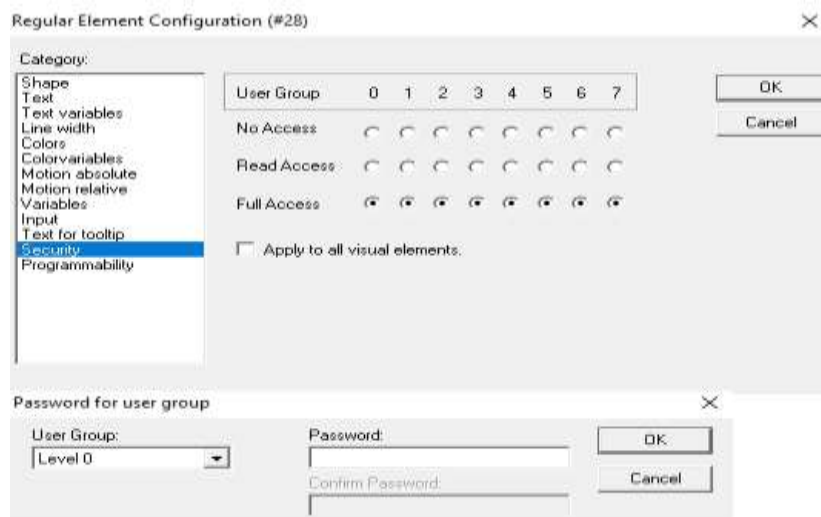 Regular Element Configuration (#28)
Category:
Shape
Text
Text variables
Line width
Colors
Colorvariables
Motion absolute
Motion relative
Variables
Input
Text for tooltip
Security
Programmability
User Group 0 1 2 3 4 5 6 7
No Access
Read Access
Full Access
Apply to all visual elements.
OK
Cancel
Password for user group
User Group:
Level 0
Password:
Confirm Password:
OK
Cancel